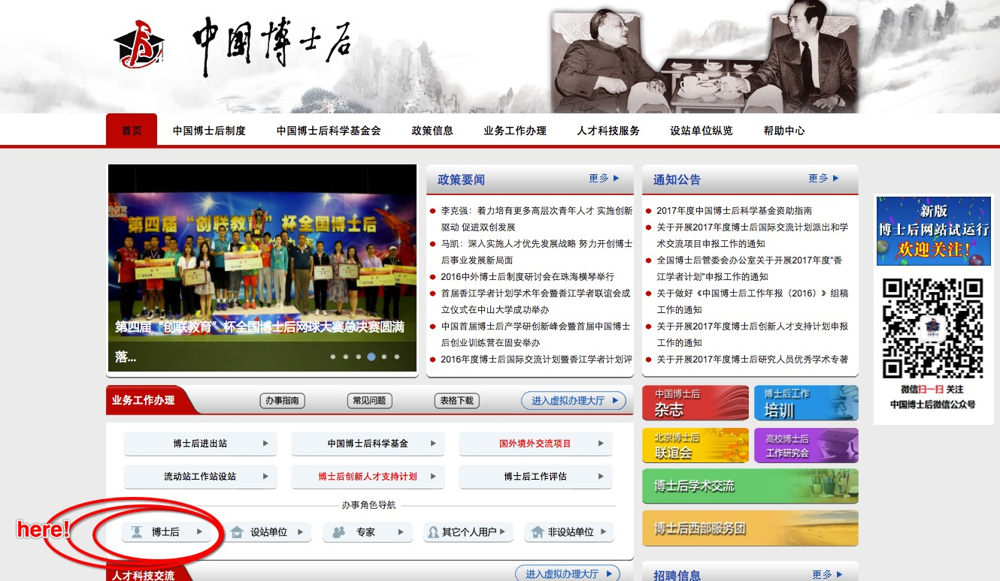 中国博士后
首页
中国博士后制度
中国博士后科学基金会
政策信息
业务工作办理
人才科技服务
设站单位纵览
帮助中心
第四届“创联教育”杯全国博士后
第四届“创联教育”杯全国博士后网球大赛总决赛圆满
落...
政策要闻
更多
李克强：着力培育更多高层次青年人才 实施创新
驱动 促进双创发展
马凯：深入实施人才优先发展战略 努力开创博士
后事业发展新局面
2016中外博士后制度研讨会在珠海横琴举行
首届香江学者计划学术年会暨香江学者联谊会成
立仪式在中山大学成功举办
中国首届博士后产学研创新峰会暨首届中国博士
后创业训练营在固安举办
2016年度博士后国际交流计划暨香江学者计划评
通知公告
更多
2017年度中国博士后科学基金资助指南
关于开展2017年度博士后国际交流计划派出和学
术交流项目申报工作的通知
全国博士后管委会办公室关于开展2017年度“香
江学者计划”申报工作的通知
关于做好《中国博士后工作年报（2016）》组稿
工作的通知
关于开展2017年度博士后创新人才支持计划申报
工作的通知
关于开展2017年度博士后研究人员优秀学术专著
新版
博士后网站试运行
欢迎关注!
微信扫一扫 关注
中国博士后微信公众号
业务工作办理
办事指南
常见问题
表格下载
进入虚拟办理大厅
博士后进出站
中国博士后科学基金
国外境外交流项目
流动站工作站设站
博士后创新人才支持计划
博士后工作评估
办事角色导航
here!
博士后
设站单位
专家
其它个人用户
非设站单位
中国博士后
杂志
博士后工作
培训
北京博士后
联谊会
高校博士后
工作研究会
博士后学术交流
博士后西部服务团
人才科技交流
进入虚拟办理大厅
招聘信息
更多